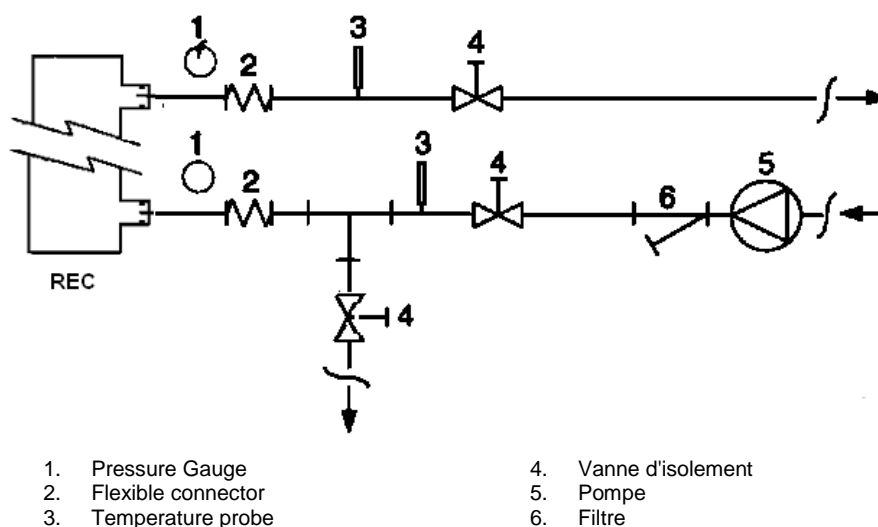 1
2
3
4
1
2
3
4
5
6
REC
4
1. Pressure Gauge
2. Flexible connector
3. Temperature probe
4. Vanne d'isolement
5. Pompe
6. Filtre